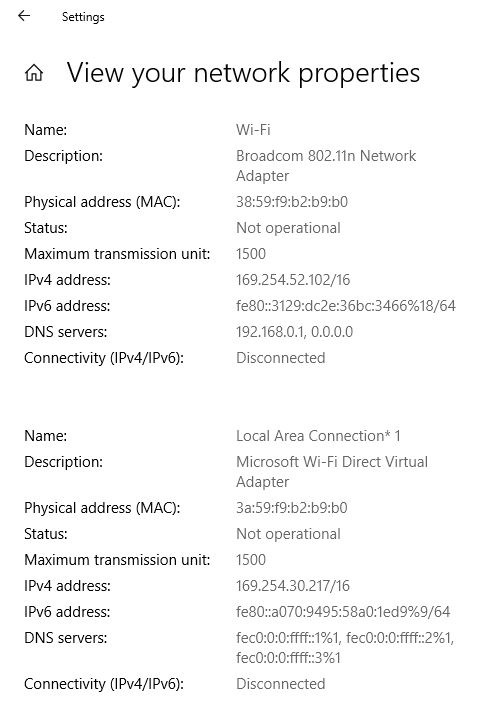 Settings
View your network properties
Name: Wi-Fi
Description: Broadcom 802.11n Network
Adapter
Physical address (MAC): 38:59:f9:b2:b9:b0
Status: Not operational
Maximum transmission unit: 1500
IPv4 address: 169.254.52.102/16
IPv6 address: fe80::3129:dc2e:36bc:3466%18/64
DNS servers: 192.168.0.1, 0.0.0.0
Connectivity (IPv4/IPv6): Disconnected
Name: Local Area Connection* 1
Description: Microsoft Wi-Fi Direct Virtual
Adapter
Physical address (MAC): 3a:59:f9:b2:b9:b0
Status: Not operational
Maximum transmission unit: 1500
IPv4 address: 169.254.30.217/16
IPv6 address: fe80::a070:9495:58a0:1ed9%9/64
DNS servers: fec0:0:0:ffff::1%1, fec0:0:0:ffff::2%1,
fec0:0:0:ffff::3%1
Connectivity (IPv4/IPv6): Disconnected